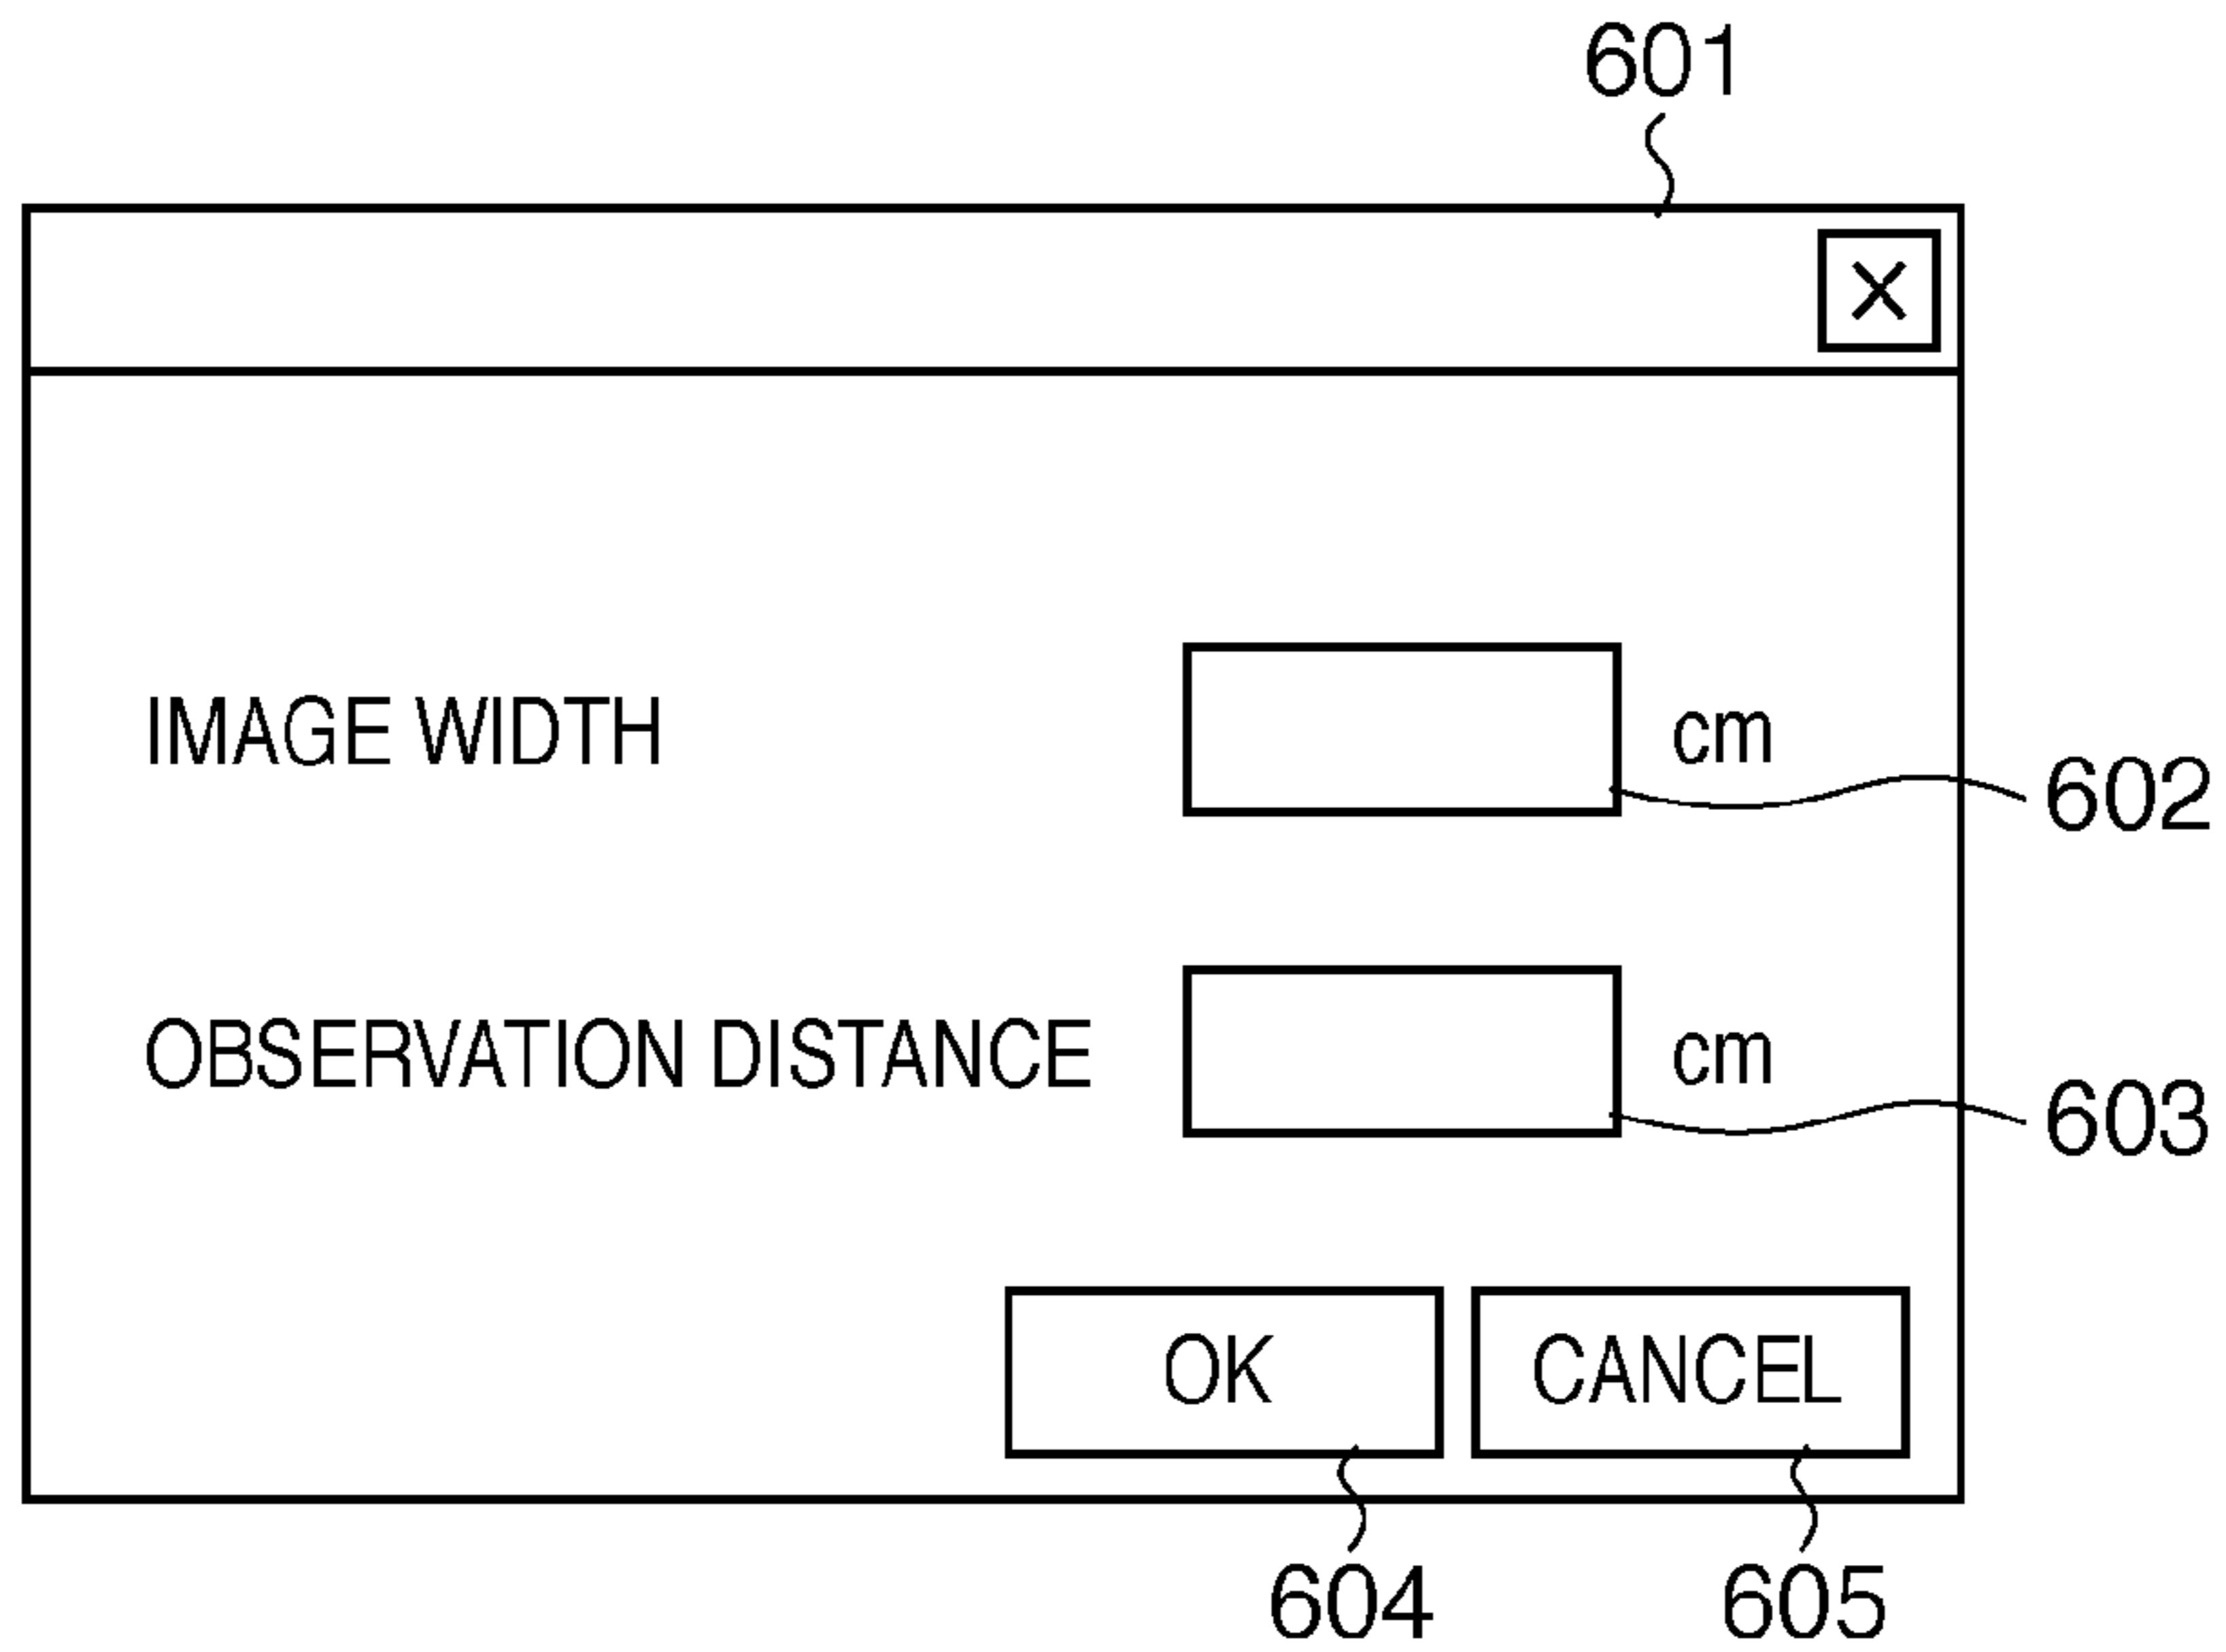 601
×
IMAGE WIDTH cm
602
OBSERVATION DISTANCE cm
603
OK CANCEL
604 605